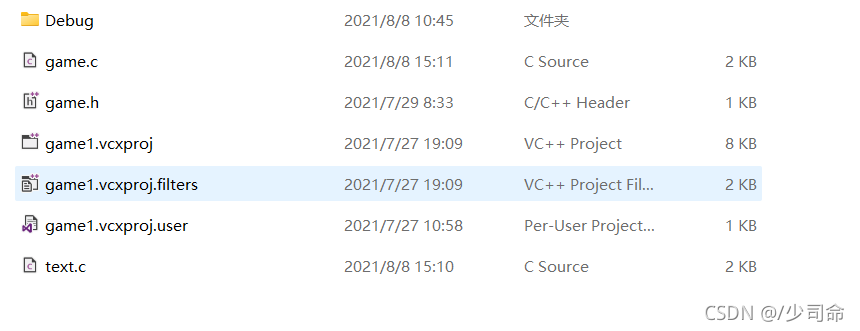 Debug 2021/8/8 10:45 文件夹
game.c 2021/8/8 15:11 C Source 2 KB
game.h 2021/7/29 8:33 C/C++ Header 1 KB
game1.vcxproj 2021/7/27 19:09 VC++ Project 8 KB
game1.vcxproj.filters 2021/7/27 19:09 VC++ Project Fil... 2 KB
game1.vcxproj.user 2021/7/27 10:58 Per-User Project... 1 KB
text.c 2021/8/8 15:10 C Source 2 KB
CSDN @/少司命